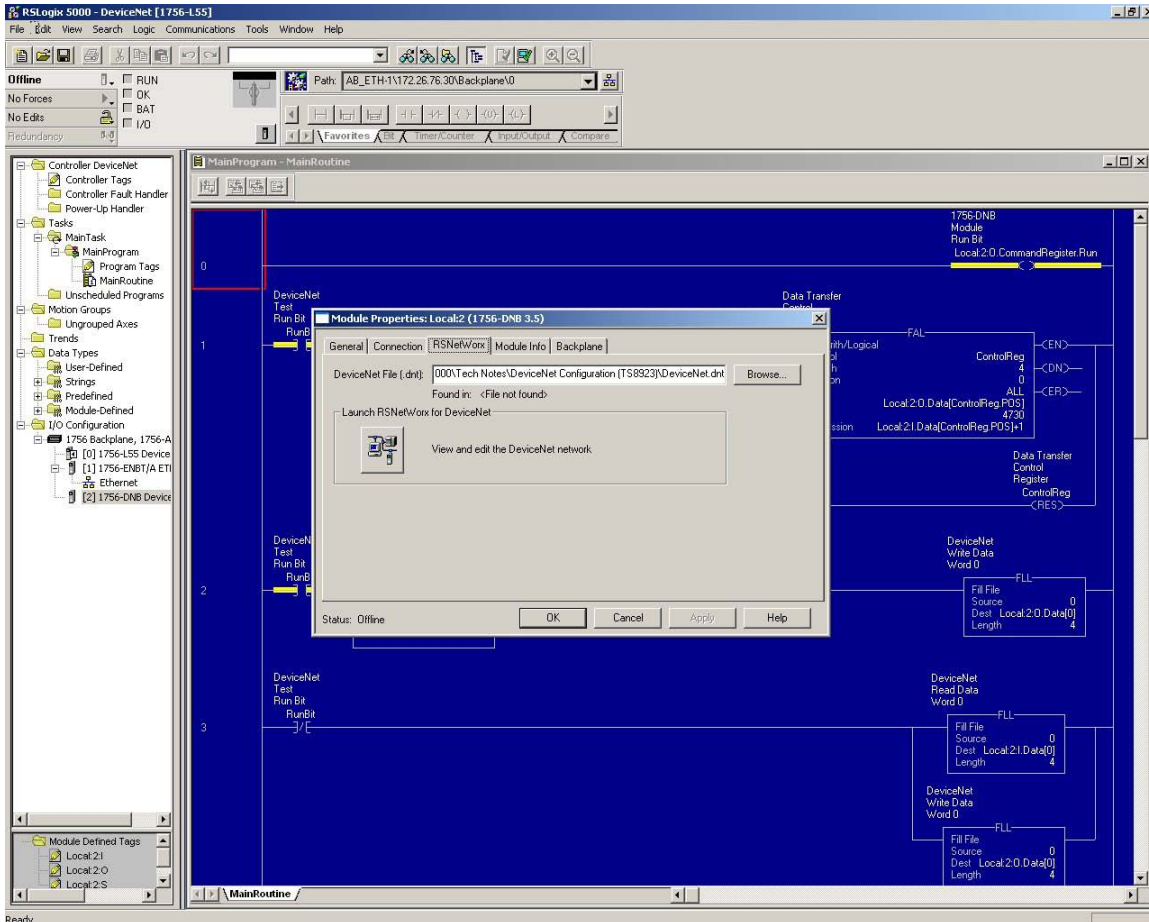 RSLogix 5000 - DeviceNet [1756-L55]
File Edit View Search Logic Communications Tools Window Help
Offline
RUN
No Forces
OK
No Edits
BAT
Redundancy
I/O
Path: AB_ETH-1\172.26.76.30\Backplane\0
Favorites Bit Timer/Counter Input/Output Compare
Controller DeviceNet
Controller Tags
Controller Fault Handler
Power-Up Handler
Tasks
MainTask
MainProgram
Program Tags
MainRoutine
Unscheduled Programs
Motion Groups
Ungrouped Axes
Trends
Data Types
User-Defined
Strings
Predefined
Module-Defined
I/O Configuration
1756 Backplane, 1756-A
[0] 1756-L55 Device
[1] 1756-ENBT/A ETI
Ethernet
[2] 1756-DNB Device
Module Defined Tags
Local:2:I
Local:2:O
Local:2:S
MainProgram - MainRoutine
0
1756-DNB
Module
Run Bit
Local:2:O.CommandRegister.Run
1
DeviceNet
Test
Run Bit
RunB
Data Transfer
Control
FAL
ControlReg
4
0
ALL
Local:2:O.Data[ControlReg.POS]
4730
ssion Local:2:I.Data[ControlReg.POS]+1
EN
DN
ER
Data Transfer
Control
Register
ControlReg
RES
Module Properties: Local:2 (1756-DNB 3.5)
General Connection RSNetWorx Module Info Backplane
DeviceNet File (.dnt): 000\Tech Notes\DeviceNet Configuration (TS8923)\DeviceNet.dnt Browse...
Found in: <File not found>
Launch RSNetWorx for DeviceNet
View and edit the DeviceNet network
Status: Offline
OK Cancel Apply Help
2
DeviceN
Test
Run Bit
RunB
DeviceNet
Write Data
Word 0
FLL
Fill File
Source 0
Dest Local:2:O.Data[0]
Length 4
3
DeviceNet
Test
Run Bit
RunBit
DeviceNet
Read Data
Word 0
FLL
Fill File
Source 0
Dest Local:2:I.Data[0]
Length 4
DeviceNet
Write Data
Word 0
FLL
Fill File
Source 0
Dest Local:2:O.Data[0]
Length 4
MainRoutine
Ready